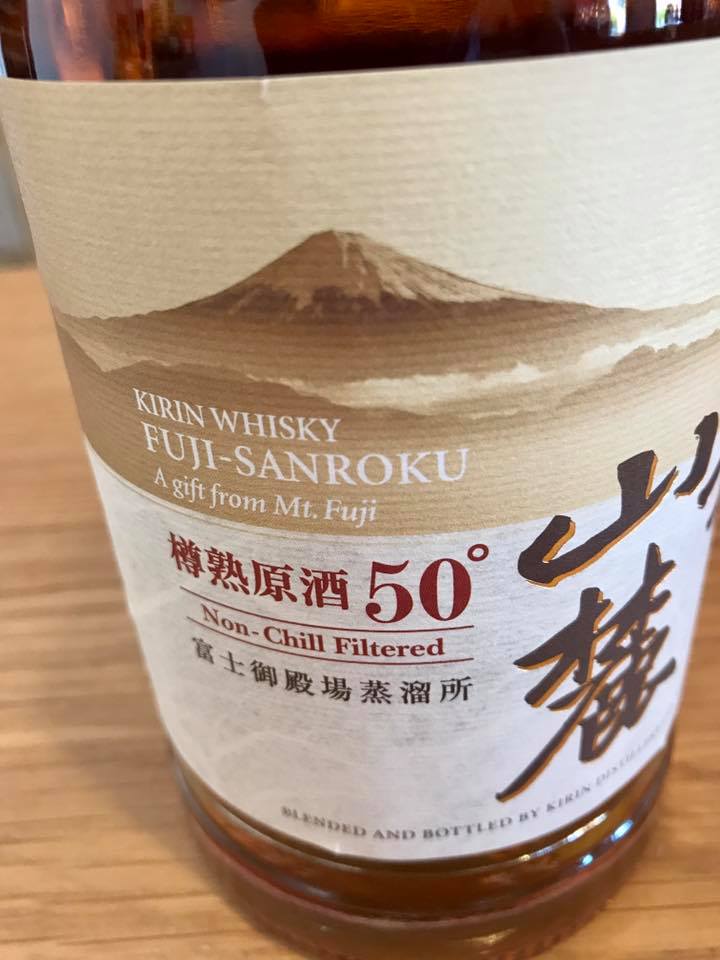 KIRIN WHISKY
FUJI-SANROKU
A gift from Mt. Fuji
樽熟原酒 50°
Non-Chill Filtered
富士御殿場蒸溜所
山麓
BLENDED AND BOTTLED BY KIRIN DISTILLERY